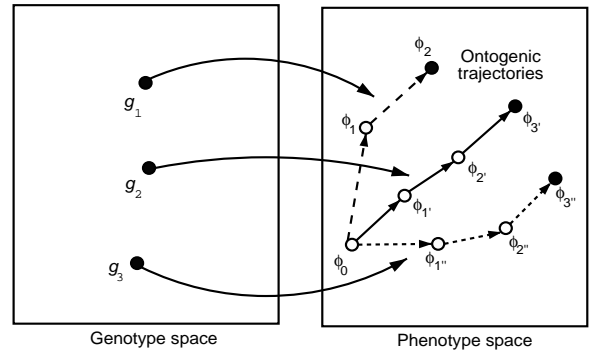 g1
g2
g3
Genotype space
ϕ2
Ontogenic
trajectories
ϕ1
ϕ3'
ϕ2'
ϕ1'
ϕ3"
ϕ2"
ϕ0
ϕ1"
Phenotype space